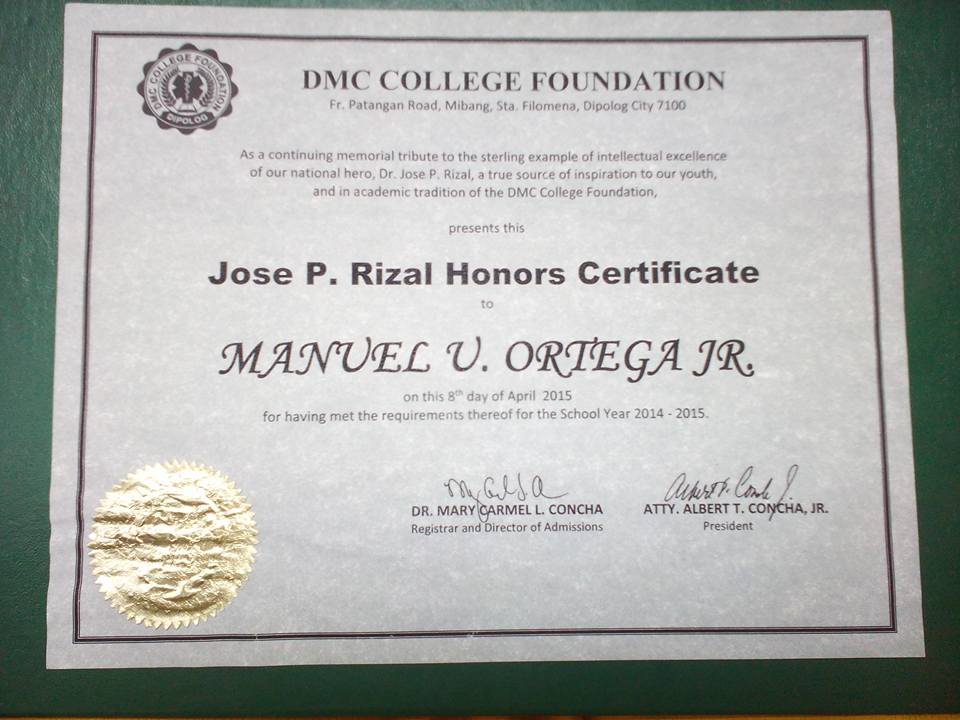 DMC COLLEGE FOUNDATION
DIPOLOG
DMC COLLEGE FOUNDATION
Fr. Patangan Road, Mibang, Sta. Filomena, Dipolog City 7100
As a continuing memorial tribute to the sterling example of intellectual excellence
of our national hero, Dr. Jose P. Rizal, a true source of inspiration to our youth,
and in academic tradition of the DMC College Foundation,
presents this
Jose P. Rizal Honors Certificate
to
MANUEL U. ORTEGA JR.
on this 8th day of April 2015
for having met the requirements thereof for the School Year 2014 - 2015.
DR. MARY CARMEL L. CONCHA
Registrar and Director of Admissions
ATTY. ALBERT T. CONCHA, JR.
President